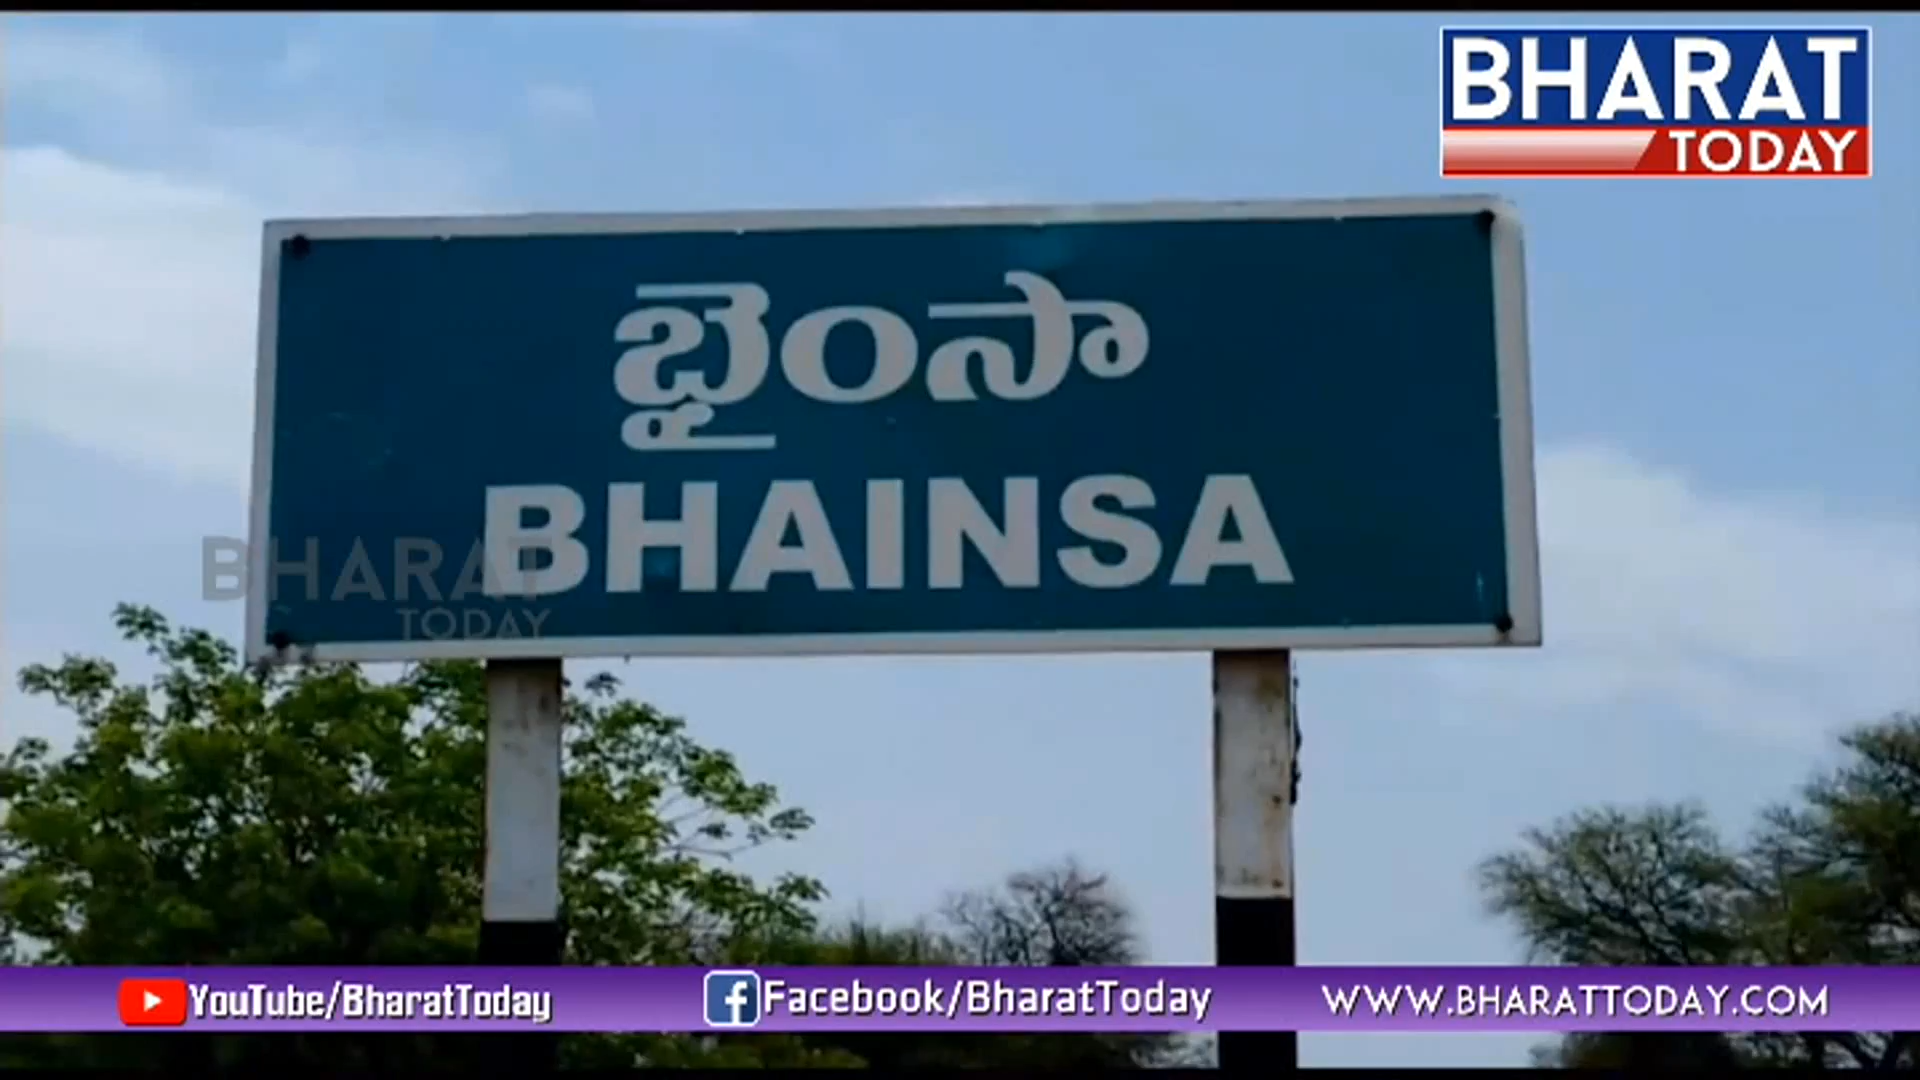 BHARAT
TODAY
భైంసా
BHAINSA
BHARAT
TODAY
YouTube/BharatToday
Facebook/BharatToday
WWW.BHARATTODAY.COM